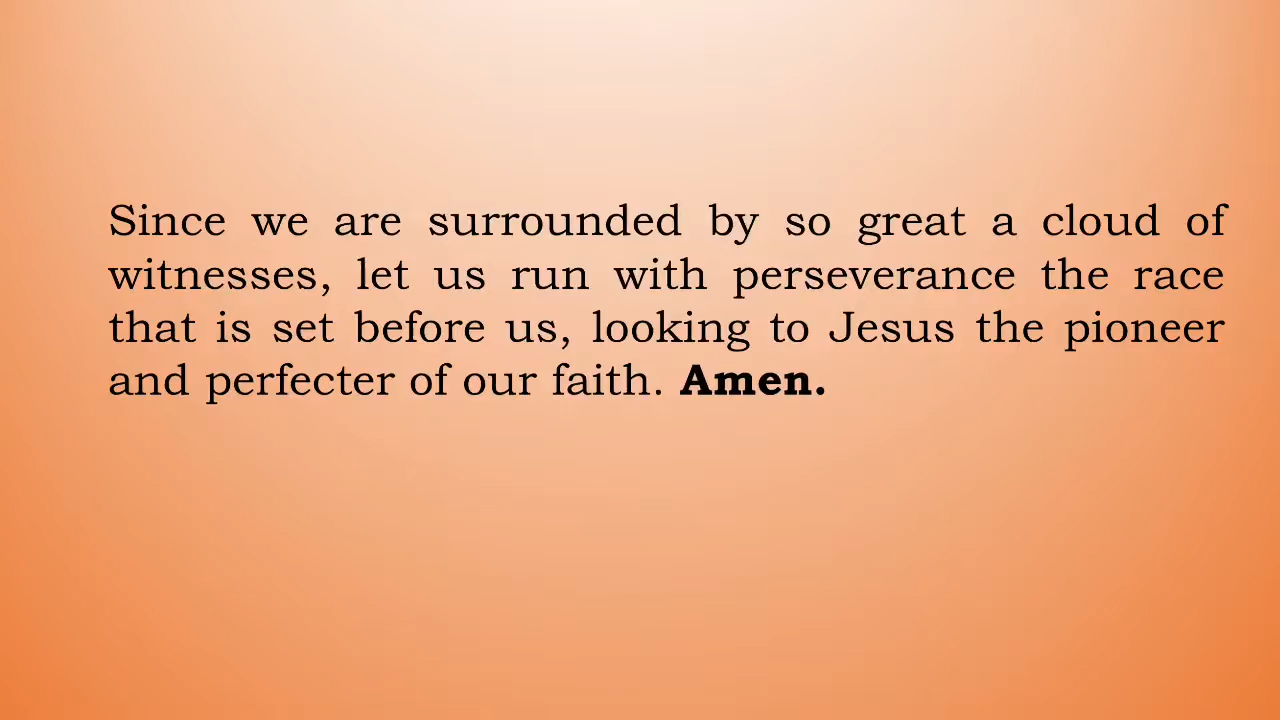 Since we are surrounded by so great a cloud of
witnesses, let us run with perseverance the race
that is set before us, looking to Jesus the pioneer
and perfecter of our faith. Amen.